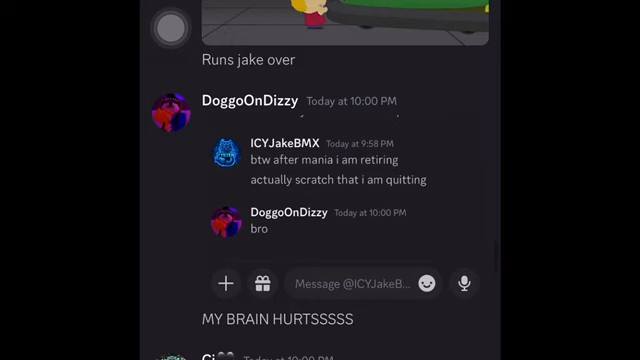 Runs jake over
DoggoOnDizzy Today at 10:00 PM
ICYJakeBMX Today at 9:58 PM
btw after mania i am retiring
actually scratch that i am quitting
DoggoOnDizzy Today at 10:00 PM
bro
Message @ICYJakeB...
MY BRAIN HURTSSSSS